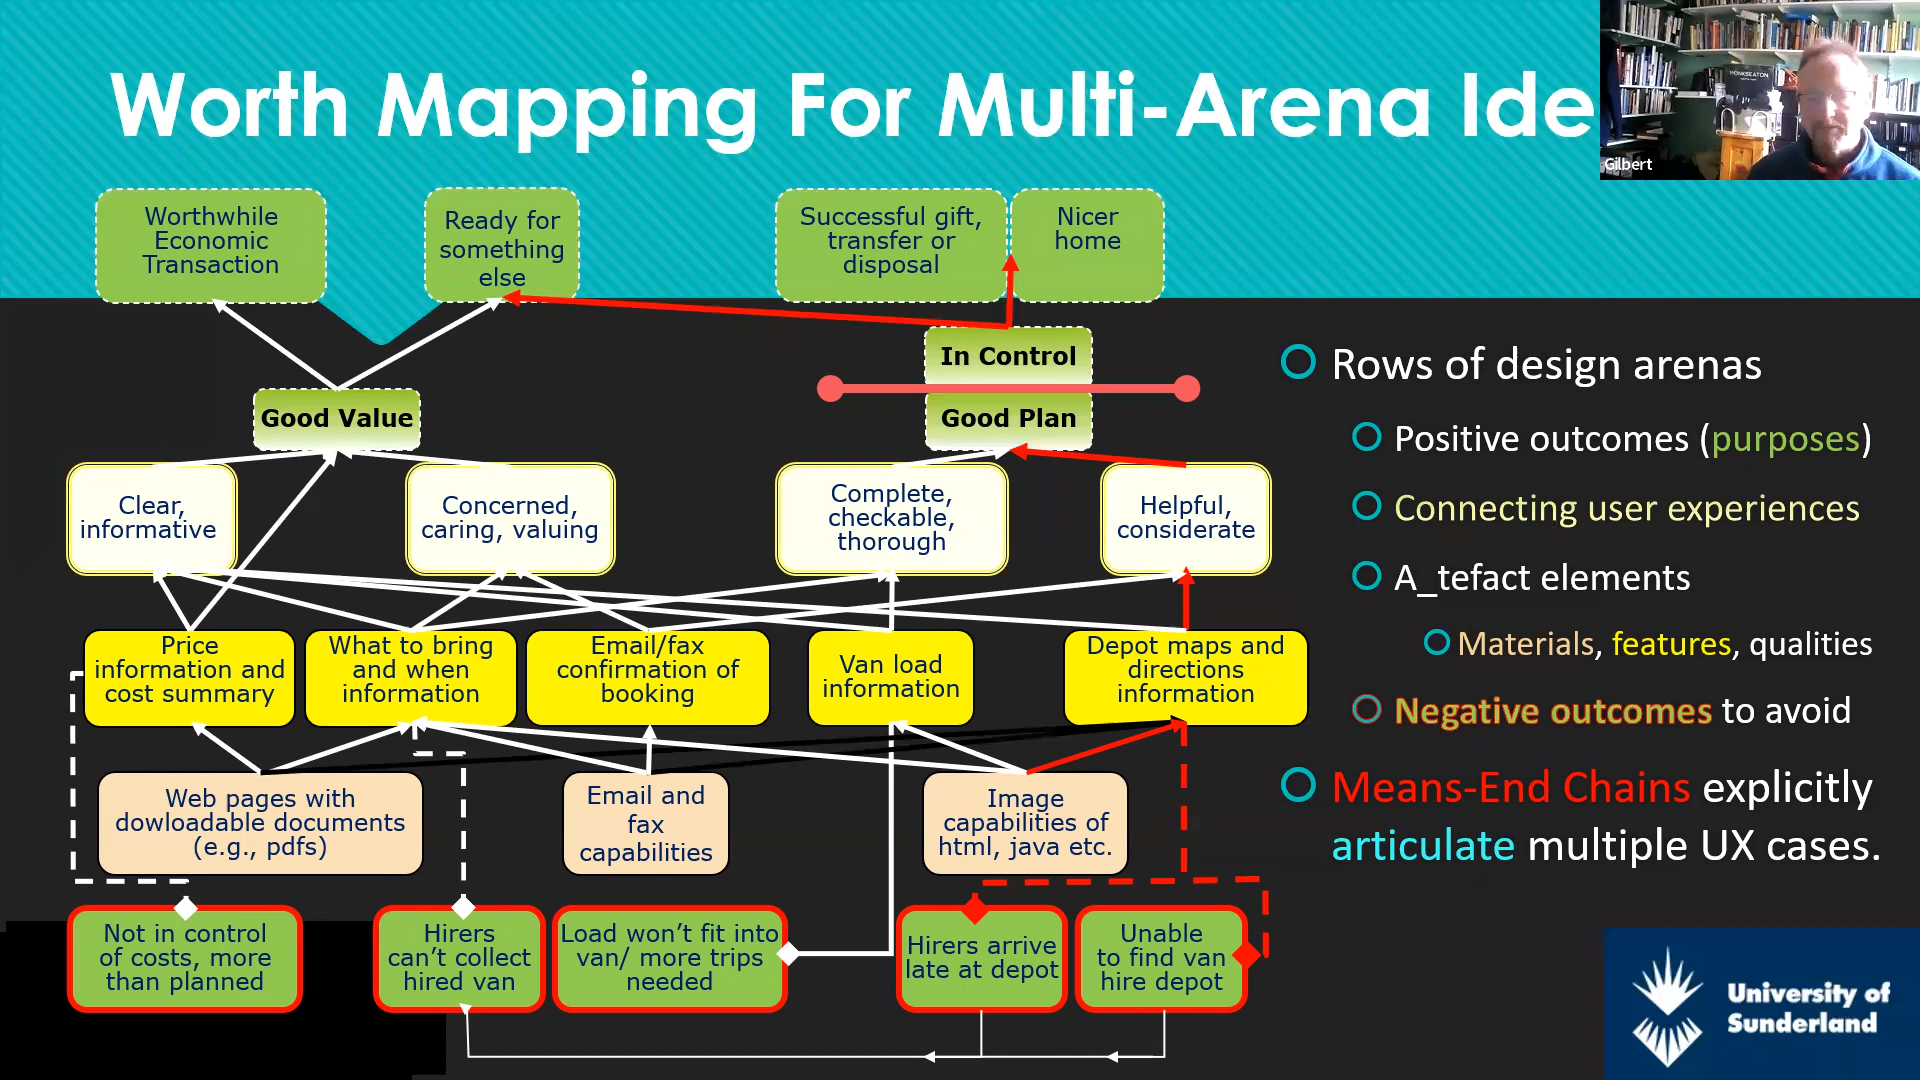 Worth Mapping For Multi-Arena Ide
MONKSEATON
Gilbert
Worthwhile
Economic
Transaction
Ready for
something
else
Successful gift,
transfer or
disposal
Nicer
home
In Control
Good Value
Good Plan
Clear,
informative
Concerned,
caring, valuing
Complete,
checkable,
thorough
Helpful,
considerate
Price
information and
cost summary
What to bring
and when
information
Email/fax
confirmation of
booking
Van load
information
Depot maps and
directions
information
Web pages with
dowloadable documents
(e.g., pdfs)
Email and
fax
capabilities
Image
capabilities of
html, java etc.
Not in control
of costs, more
than planned
Hirers
can’t collect
hired van
Load won’t fit into
van/ more trips
needed
Hirers arrive
late at depot
Unable
to find van
hire depot
Rows of design arenas
Positive outcomes (purposes)
Connecting user experiences
A_tefact elements
Materials, features, qualities
Negative outcomes to avoid
Means-End Chains explicitly
articulate multiple UX cases.
University of
Sunderland